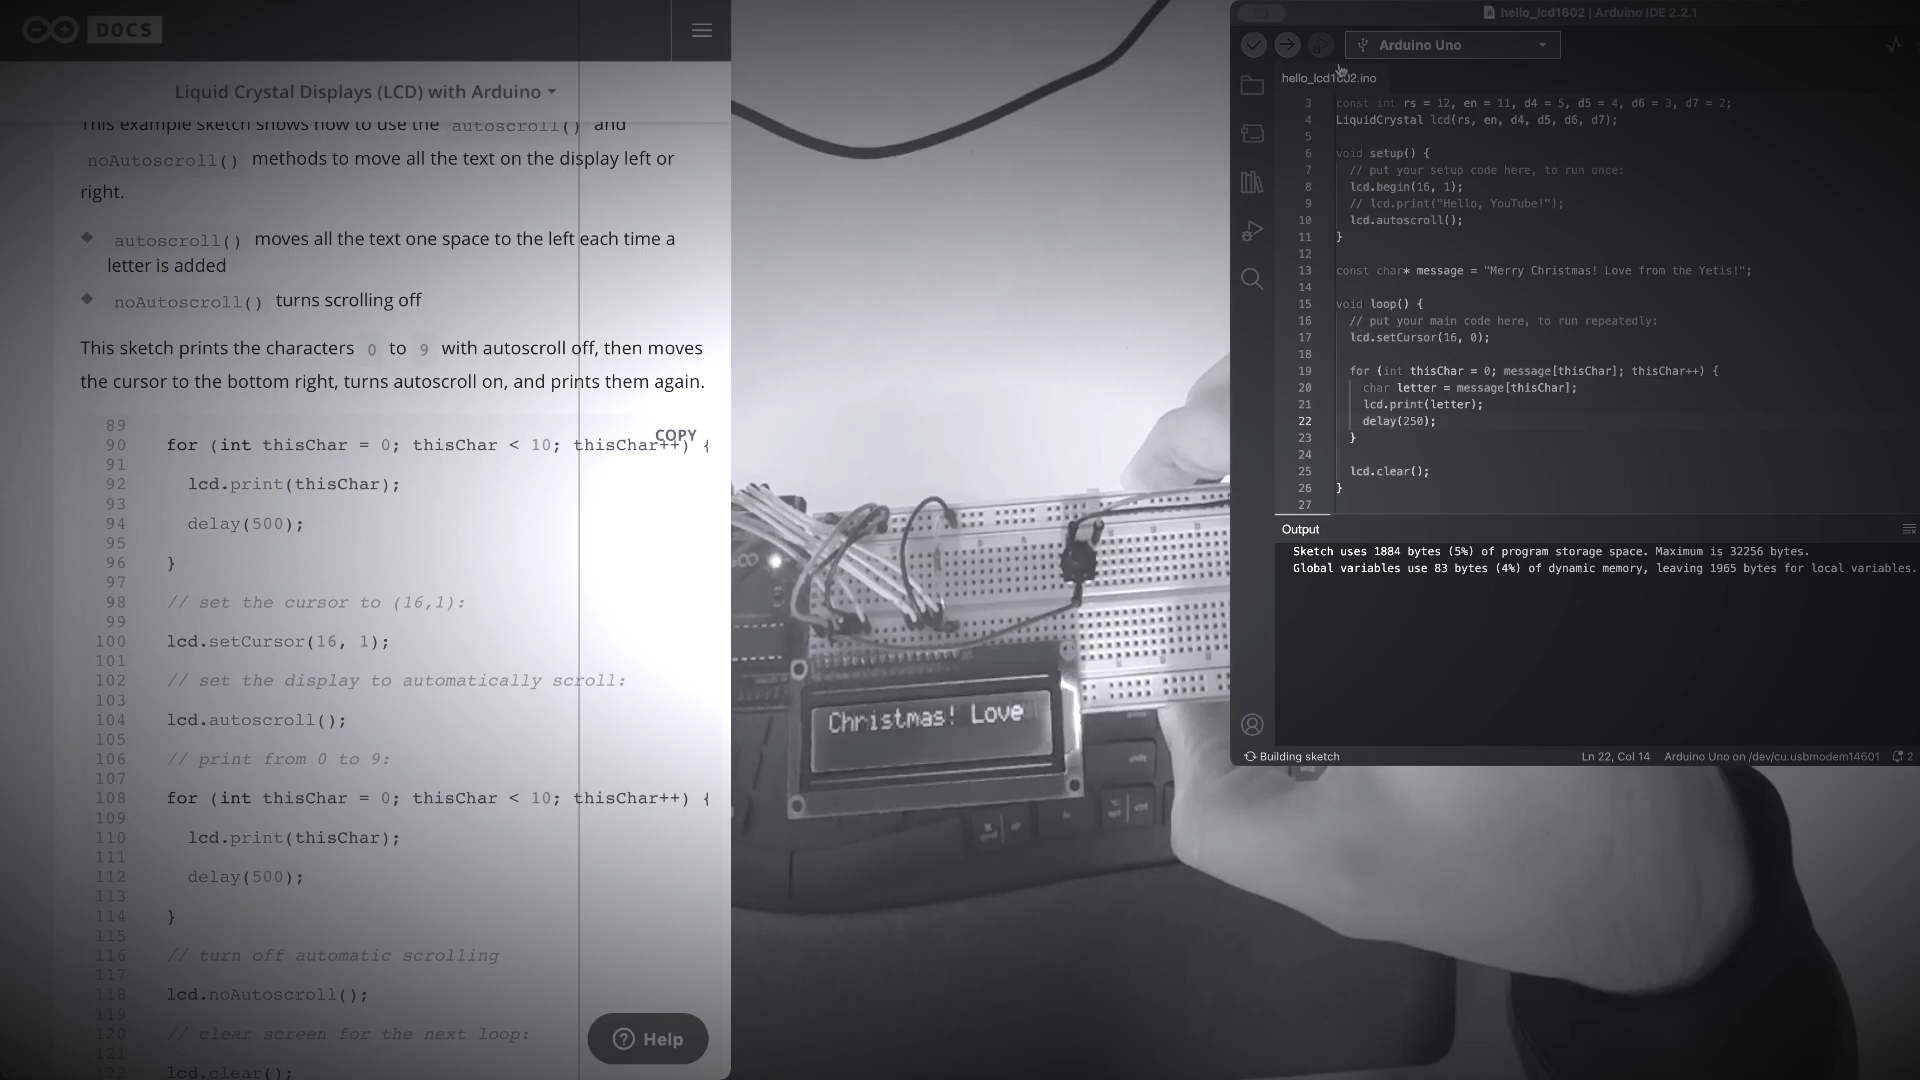 DOCS
Liquid Crystal Displays (LCD) with Arduino
This example sketch shows how to use the autoscroll() and
noAutoscroll() methods to move all the text on the display left or
right.
autoscroll() moves all the text one space to the left each time a
letter is added
noAutoscroll() turns scrolling off
This sketch prints the characters 0 to 9 with autoscroll off, then moves
the cursor to the bottom right, turns autoscroll on, and prints them again.
COPY
89
90 for (int thisChar = 0; thisChar < 10; thisChar++) {
91
92 lcd.print(thisChar);
93
94 delay(500);
95
96 }
97
98 // set the cursor to (16,1):
99
100 lcd.setCursor(16, 1);
101
102 // set the display to automatically scroll:
103
104 lcd.autoscroll();
105
106 // print from 0 to 9:
107
108 for (int thisChar = 0; thisChar < 10; thisChar++) {
109
110 lcd.print(thisChar);
111
112 delay(500);
113
114 }
115
116 // turn off automatic scrolling
117
118 lcd.noAutoscroll();
119
120 // clear screen for the next loop:
121
122 lcd.clear();
Help
Christmas! Love
hello_lcd1602 | Arduino IDE 2.2.1
Arduino Uno
hello_lcd1602.ino
3 const int rs = 12, en = 11, d4 = 5, d5 = 4, d6 = 3, d7 = 2;
4 LiquidCrystal lcd(rs, en, d4, d5, d6, d7);
5
6 void setup() {
7 // put your setup code here, to run once:
8 lcd.begin(16, 1);
9 // lcd.print("Hello, YouTube!");
10 lcd.autoscroll();
11 }
12
13 const char* message = "Merry Christmas! Love from the Yetis!";
14
15 void loop() {
16 // put your main code here, to run repeatedly:
17 lcd.setCursor(16, 0);
18
19 for (int thisChar = 0; message[thisChar]; thisChar++) {
20 char letter = message[thisChar];
21 lcd.print(letter);
22 delay(250);
23 }
24
25 lcd.clear();
26 }
27
Output
Sketch uses 1884 bytes (5%) of program storage space. Maximum is 32256 bytes.
Global variables use 83 bytes (4%) of dynamic memory, leaving 1965 bytes for local variables.
Building sketch
Ln 22, Col 14
Arduino Uno on /dev/cu.usbmodem14601
2